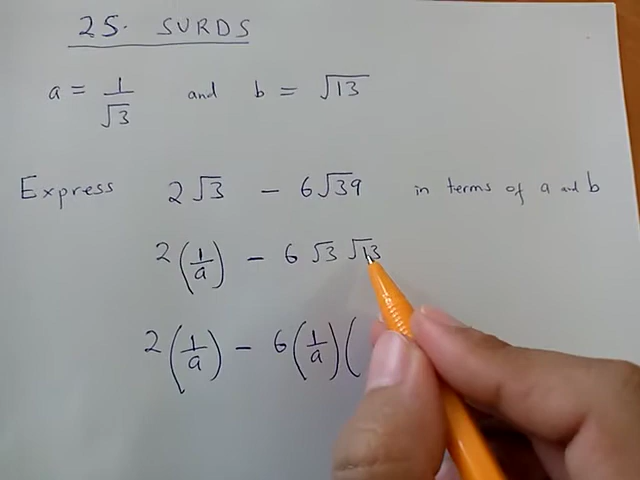 25. SURDS
a = 1/√3 and b = √13
Express 2√3 - 6√39 in terms of a and b
2(1/a) - 6√3 √13
2(1/a) - 6(1/a)(